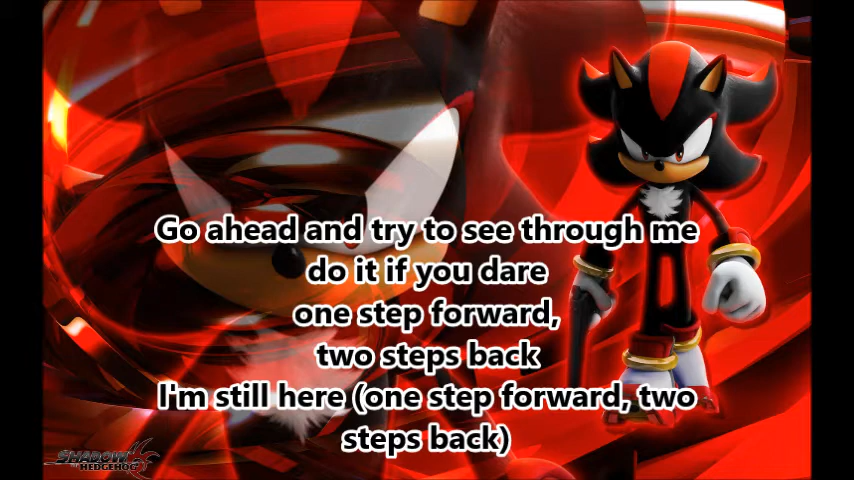 Go ahead and try to see through me
do it if you dare
one step forward,
two steps back
I'm still here (one step forward, two
steps back)
SHADOW
THE HEDGEHOG